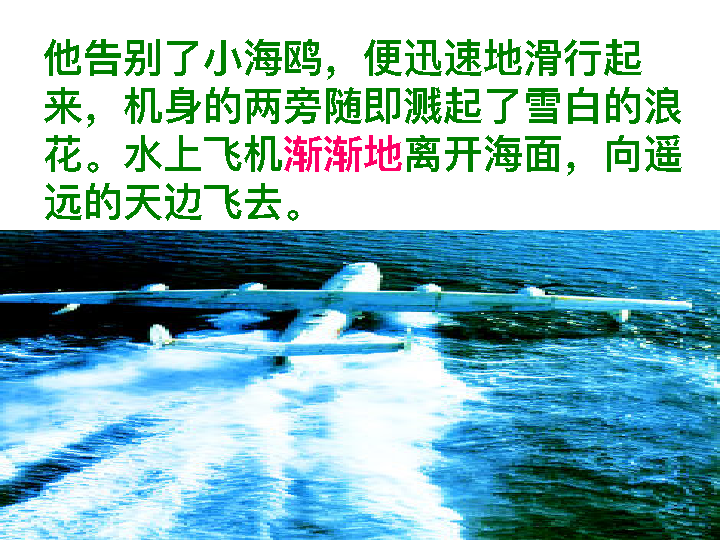 他告别了小海鸥，便迅速地滑行起
来，机身的两旁随即溅起了雪白的浪
花。水上飞机渐渐地离开海面，向遥
远的天边飞去。